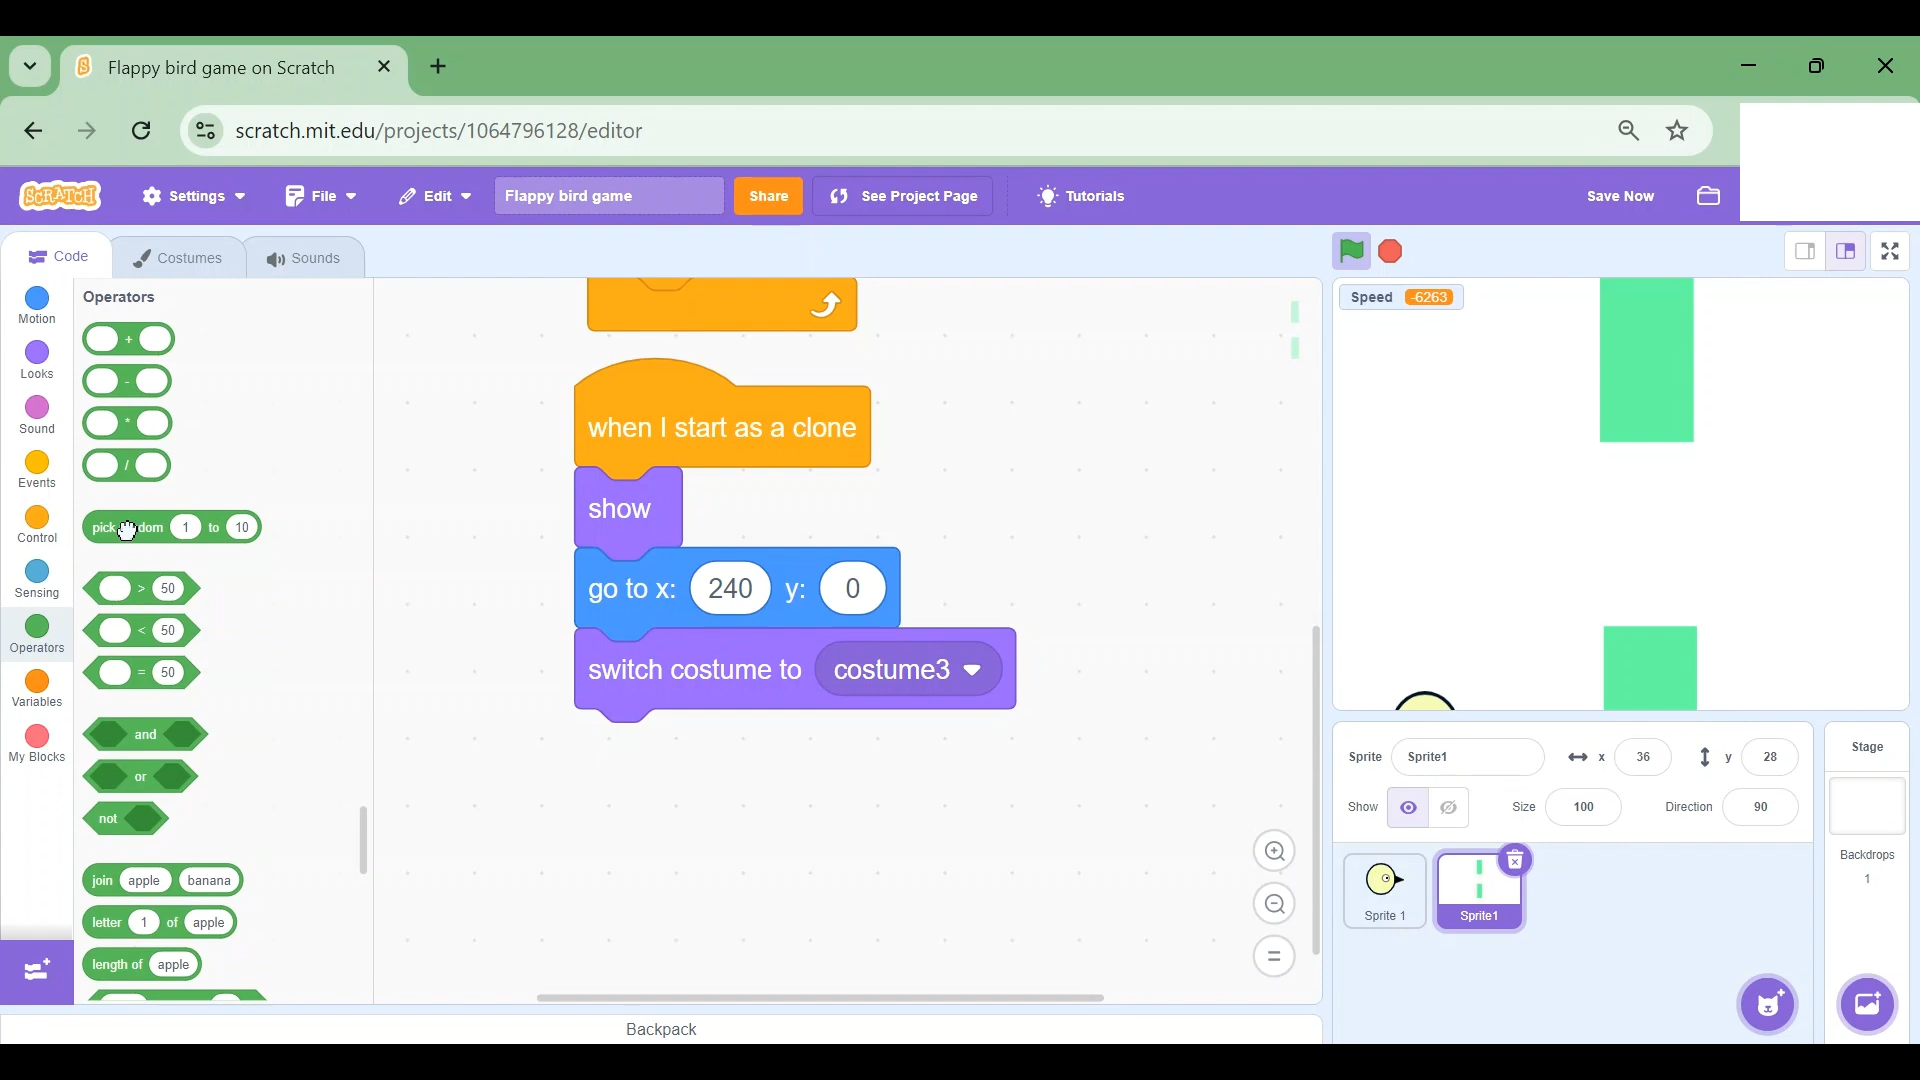 Flappy bird game on Scratch
scratch.mit.edu/projects/1064796128/editor
SCRATCH
Settings
File
Edit
Flappy bird game
Share
See Project Page
Tutorials
Save Now
Code
Costumes
Sounds
Motion
Looks
Sound
Events
Control
Sensing
Operators
Variables
My Blocks
Operators
+
-
*
/
pick dom 1 to 10
> 50
< 50
= 50
and
or
not
join apple banana
letter 1 of apple
length of apple
when I start as a clone
show
go to x: 240 y: 0
switch costume to costume3
Speed -6263
Sprite Sprite1 x 36 y 28
Show Size 100 Direction 90
Sprite 1
Sprite1
Stage
Backdrops
1
Backpack